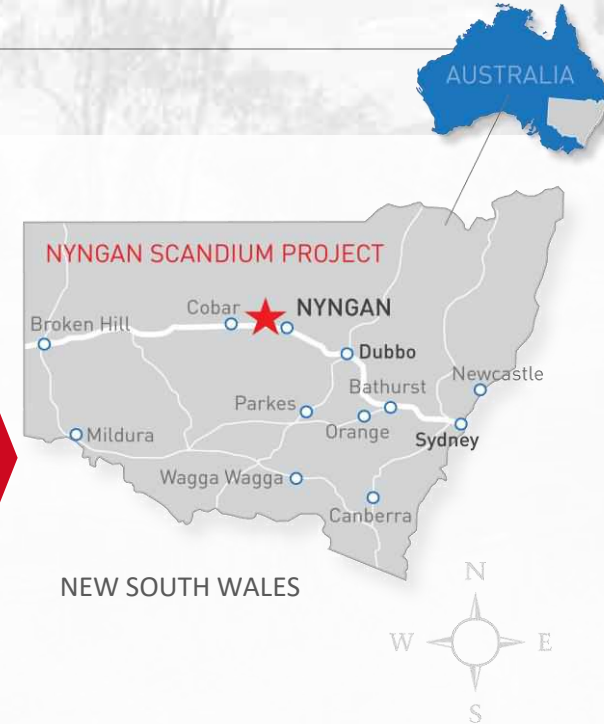 AUSTRALIA
NYNGAN SCANDIUM PROJECT
Cobar
NYNGAN
Broken Hill
Dubbo
Newcastle
Bathurst
Parkes
Orange
Sydney
Mildura
Wagga Wagga
Canberra
NEW SOUTH WALES
N
W
E
S